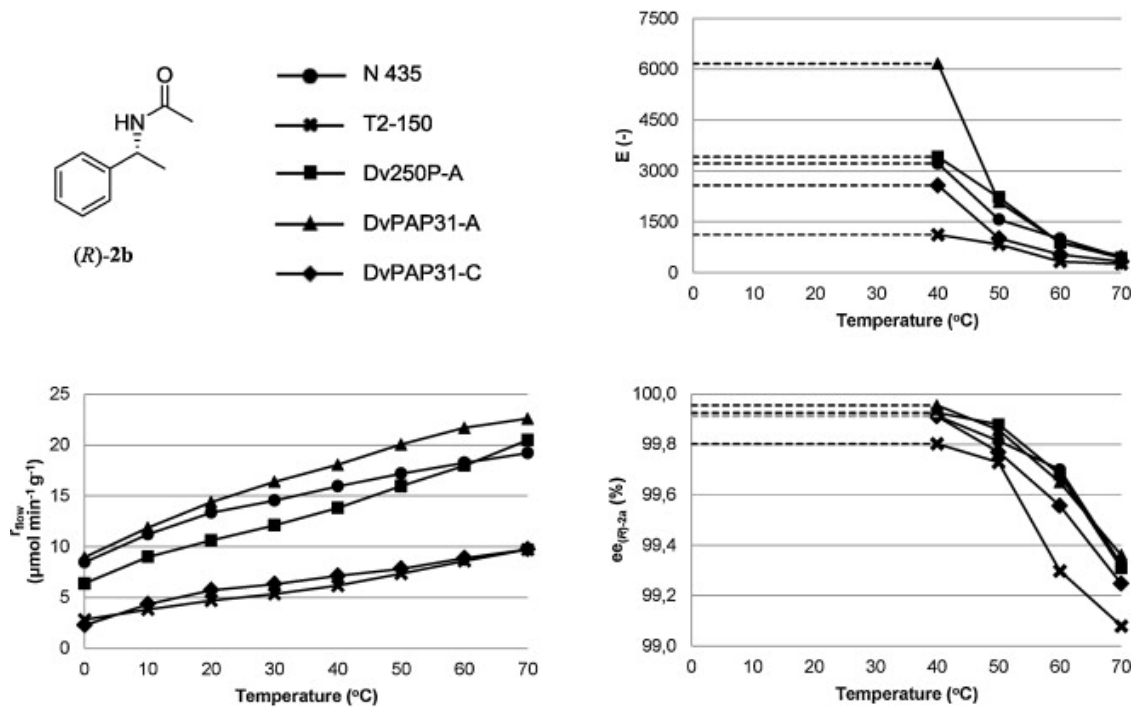 O
HN
(R)-2b
N 435
T2-150
Dv250P-A
DvPAP31-A
DvPAP31-C
7500
6000
4500
3000
1500
0
E (-)
0 10 20 30 40 50 60 70
Temperature (°C)
25
20
15
10
5
0
r flow
(μmol min-1 g-1)
0 10 20 30 40 50 60 70
Temperature (°C)
100,0
99,8
99,6
99,4
99,2
99,0
ee(R)-2a (%)
0 10 20 30 40 50 60 70
Temperature (°C)